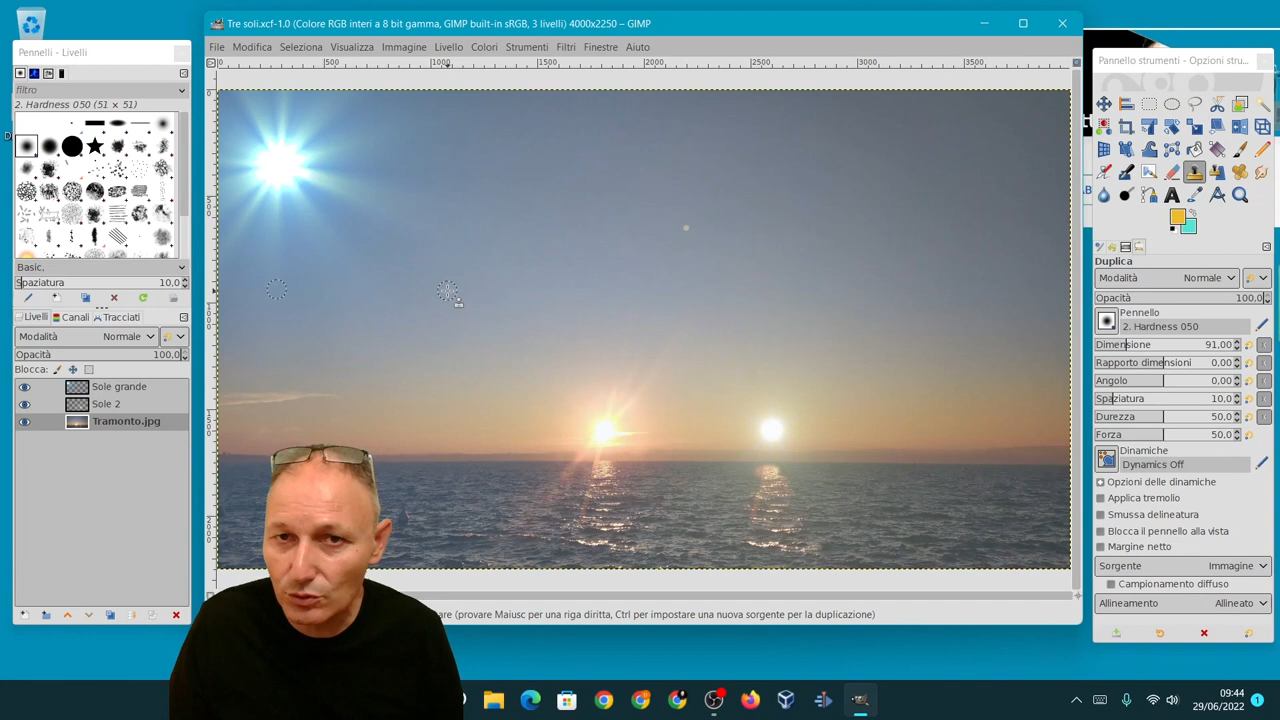 Tre soli.xcf-1.0 (Colore RGB interi a 8 bit gamma, GIMP built-in sRGB, 3 livelli) 4000x2250 – GIMP
File Modifica Seleziona Visualizza Immagine Livello Colori Strumenti Filtri Finestre Aiuto
0 500 1000 1500 2000 2500 3000 3500
0
500
1000
1500
2000
Pennelli - Livelli
filtro
2. Hardness 050 (51 × 51)
Basic,
Spaziatura 10,0
Livelli Canali Tracciati
Modalità Normale
Opacità 100,0
Blocca:
Sole grande
Sole 2
Tramonto.jpg
are (provare Maiusc per una riga diritta, Ctrl per impostare una nuova sorgente per la duplicazione)
Pannello strumenti - Opzioni stru...
Duplica
Modalità Normale
Opacità 100,0
Pennello
2. Hardness 050
Dimensione 91,00
Rapporto dimensioni 0,00
Angolo 0,00
Spaziatura 10.0
Durezza 50.0
Forza 50.0
Dinamiche
Dynamics Off
Opzioni delle dinamiche
Applica tremolio
Smussa delineatura
Blocca il pennello alla vista
Margine netto
Sorgente Immagine
Campionamento diffuso
Allineamento Allineato
09:44
29/06/2022
1